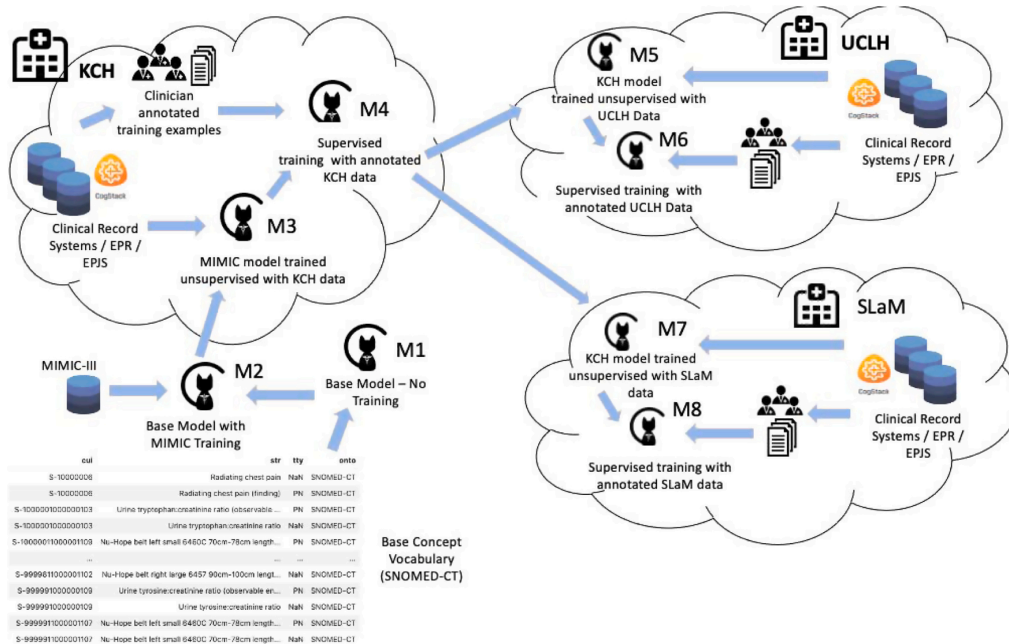 KCH
Clinician
annotated
training examples
M4
Supervised
training with annotated
KCH data
CogStack
Clinical Record
Systems / EPR /
EPJS
M3
MIMIC model trained
unsupervised with KCH data
UCLH
M5
KCH model
trained unsupervised with
UCLH Data
M6
Supervised training with
annotated UCLH Data
CogStack
Clinical Record
Systems / EPR /
EPJS
SLaM
M7
KCH model trained
unsupervised with SLaM
data
M8
Supervised training with
annotated SLaM data
CogStack
Clinical Record
Systems / EPR /
EPJS
MIMIC-III
M2
Base Model with
MIMIC Training
M1
Base Model – No
Training
cui str tty onto
S-10000006 Radiating chest pain NaN SNOMED-CT
S-10000006 Radiating chest pain (finding) PN SNOMED-CT
S-1000001000000103 Urine tryptophan:creatinine ratio (observable ... PN SNOMED-CT
S-1000001000000103 Urine tryptophan:creatinine ratio NaN SNOMED-CT
S-10000011000001109 Nu-Hope belt left small 6460C 70cm-78cm length... PN SNOMED-CT
... ... ... ...
S-9999811000001102 Nu-Hope belt right large 6457 90cm-100cm lengt... NaN SNOMED-CT
S-999991000000109 Urine tyrosine:creatinine ratio (observable en... PN SNOMED-CT
S-999991000000109 Urine tyrosine:creatinine ratio NaN SNOMED-CT
S-9999911000001107 Nu-Hope belt left small 6460C 70cm-78cm length... PN SNOMED-CT
S-9999911000001107 Nu-Hope belt left small 6460C 70cm-78cm length... NaN SNOMED-CT
Base Concept
Vocabulary
(SNOMED-CT)